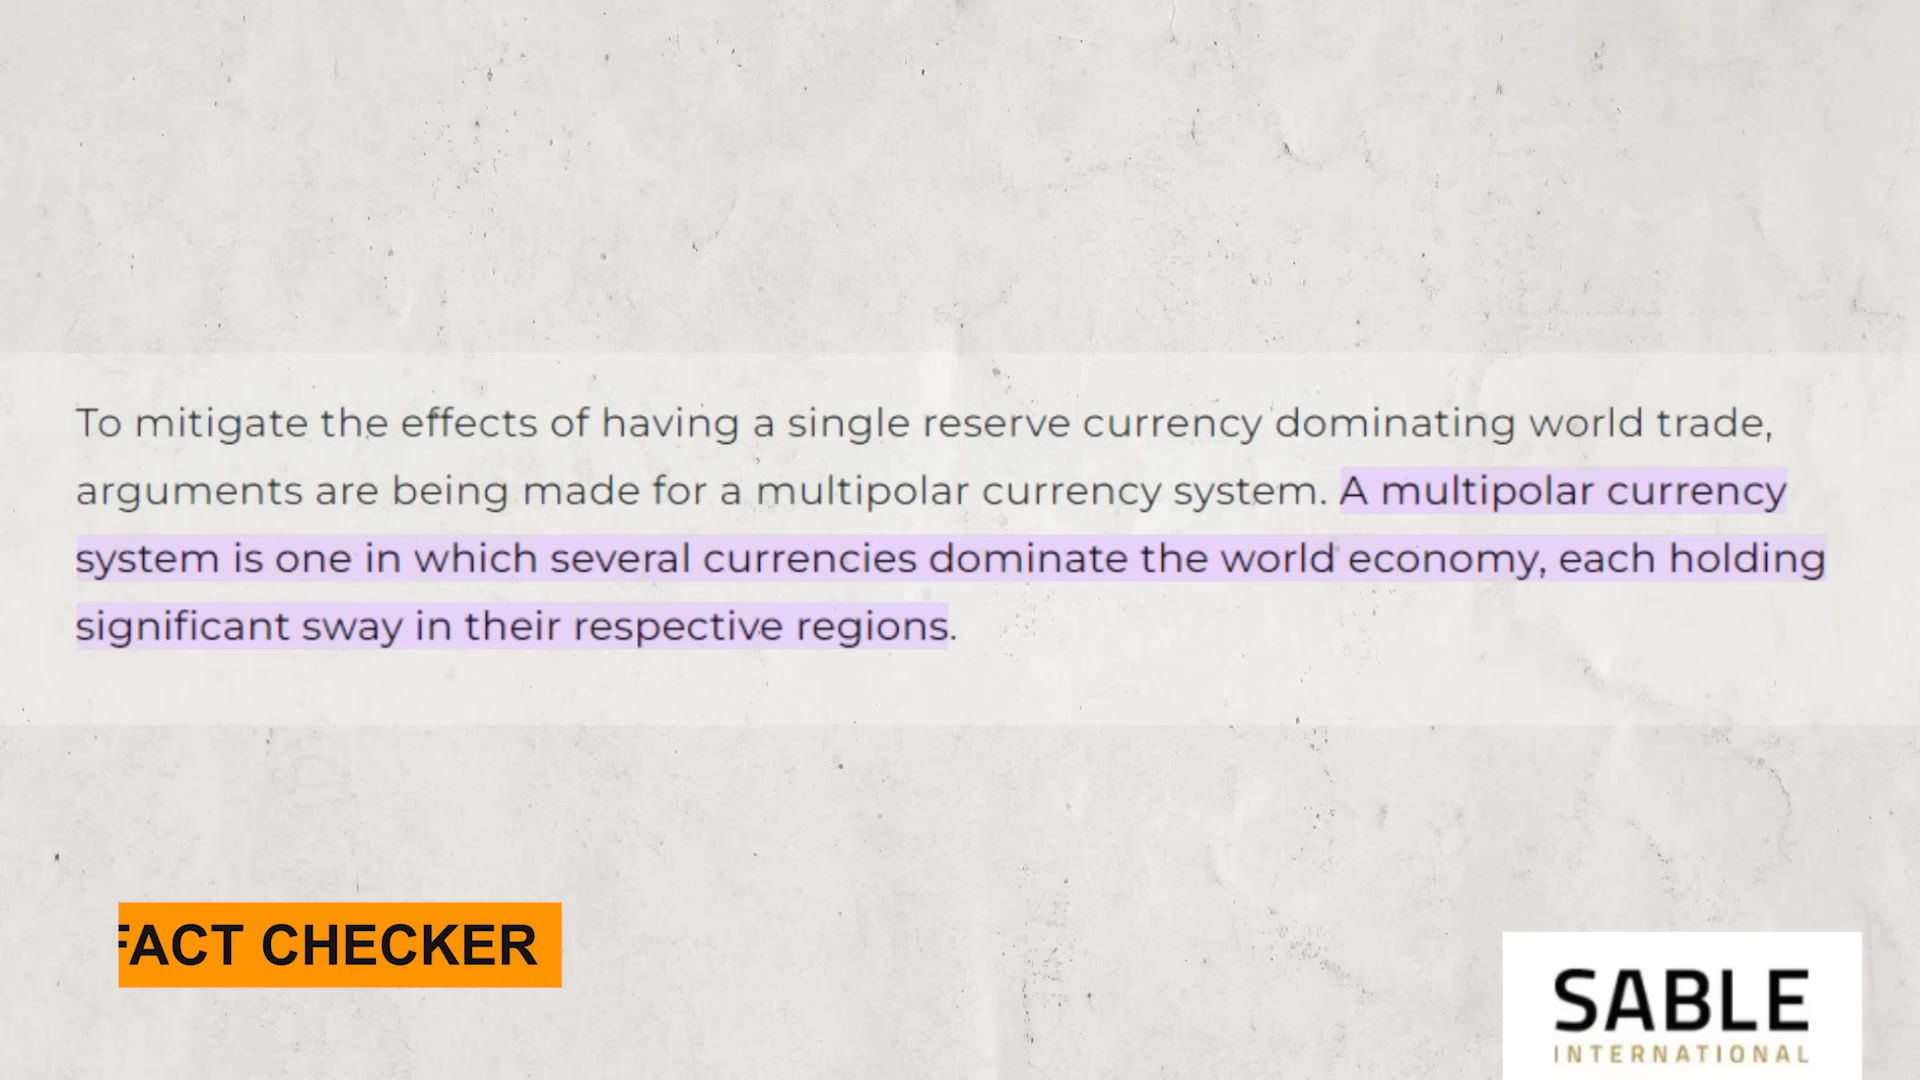 To mitigate the effects of having a single reserve currency dominating world trade,
arguments are being made for a multipolar currency system. A multipolar currency
system is one in which several currencies dominate the world economy, each holding
significant sway in their respective regions.
FACT CHECKER
SABLE
INTERNATIONAL